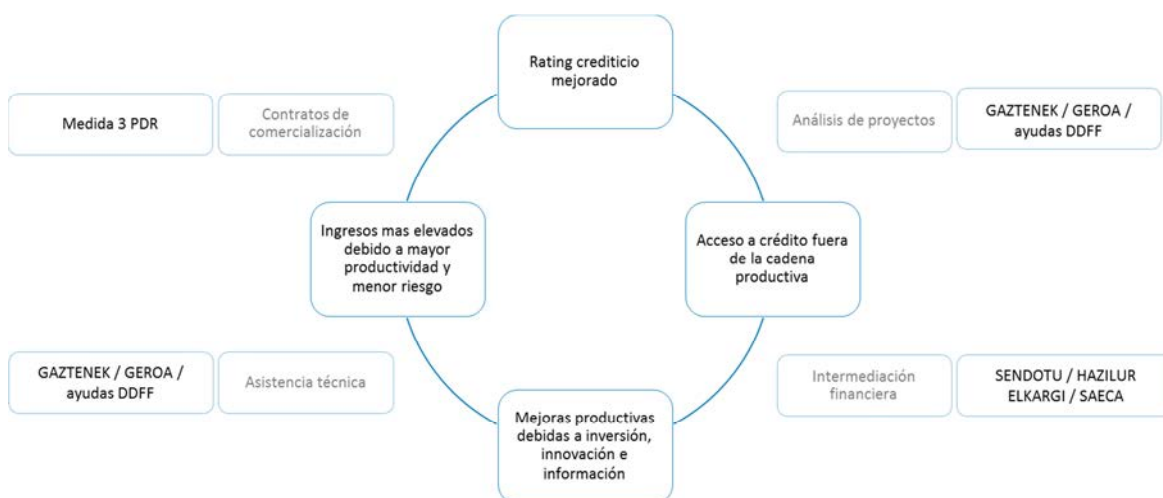 Rating crediticio
mejorado
Medida 3 PDR
Contratos de
comercialización
Análisis de proyectos
GAZTENEK / GEROA /
ayudas DDFF
Ingresos mas elevados
debido a mayor
productividad y
menor riesgo
Acceso a crédito fuera
de la cadena
productiva
GAZTENEK / GEROA /
ayudas DDFF
Asistencia técnica
Intermediación
financiera
SENDOTU / HAZILUR
ELKARGI / SAECA
Mejoras productivas
debidas a inversión,
innovación e
información